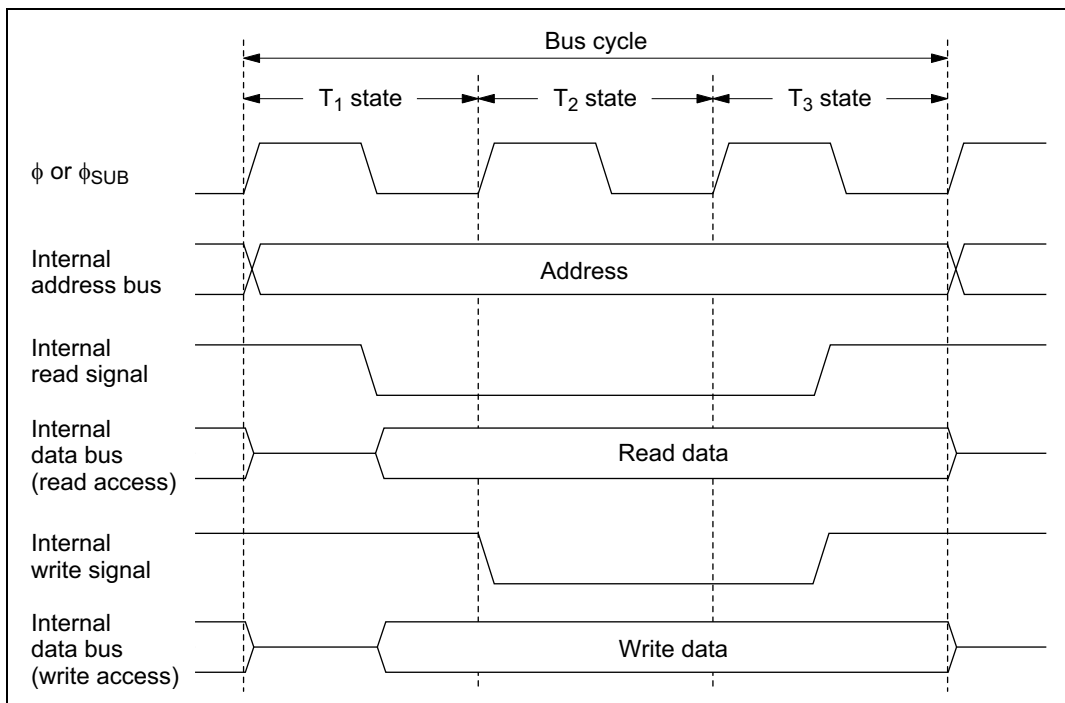 Bus cycle
T₁ state
T₂ state
T₃ state
ϕ or ϕSUB
Internal
address bus
Address
Internal
read signal
Internal
data bus
(read access)
Read data
Internal
write signal
Internal
data bus
(write access)
Write data